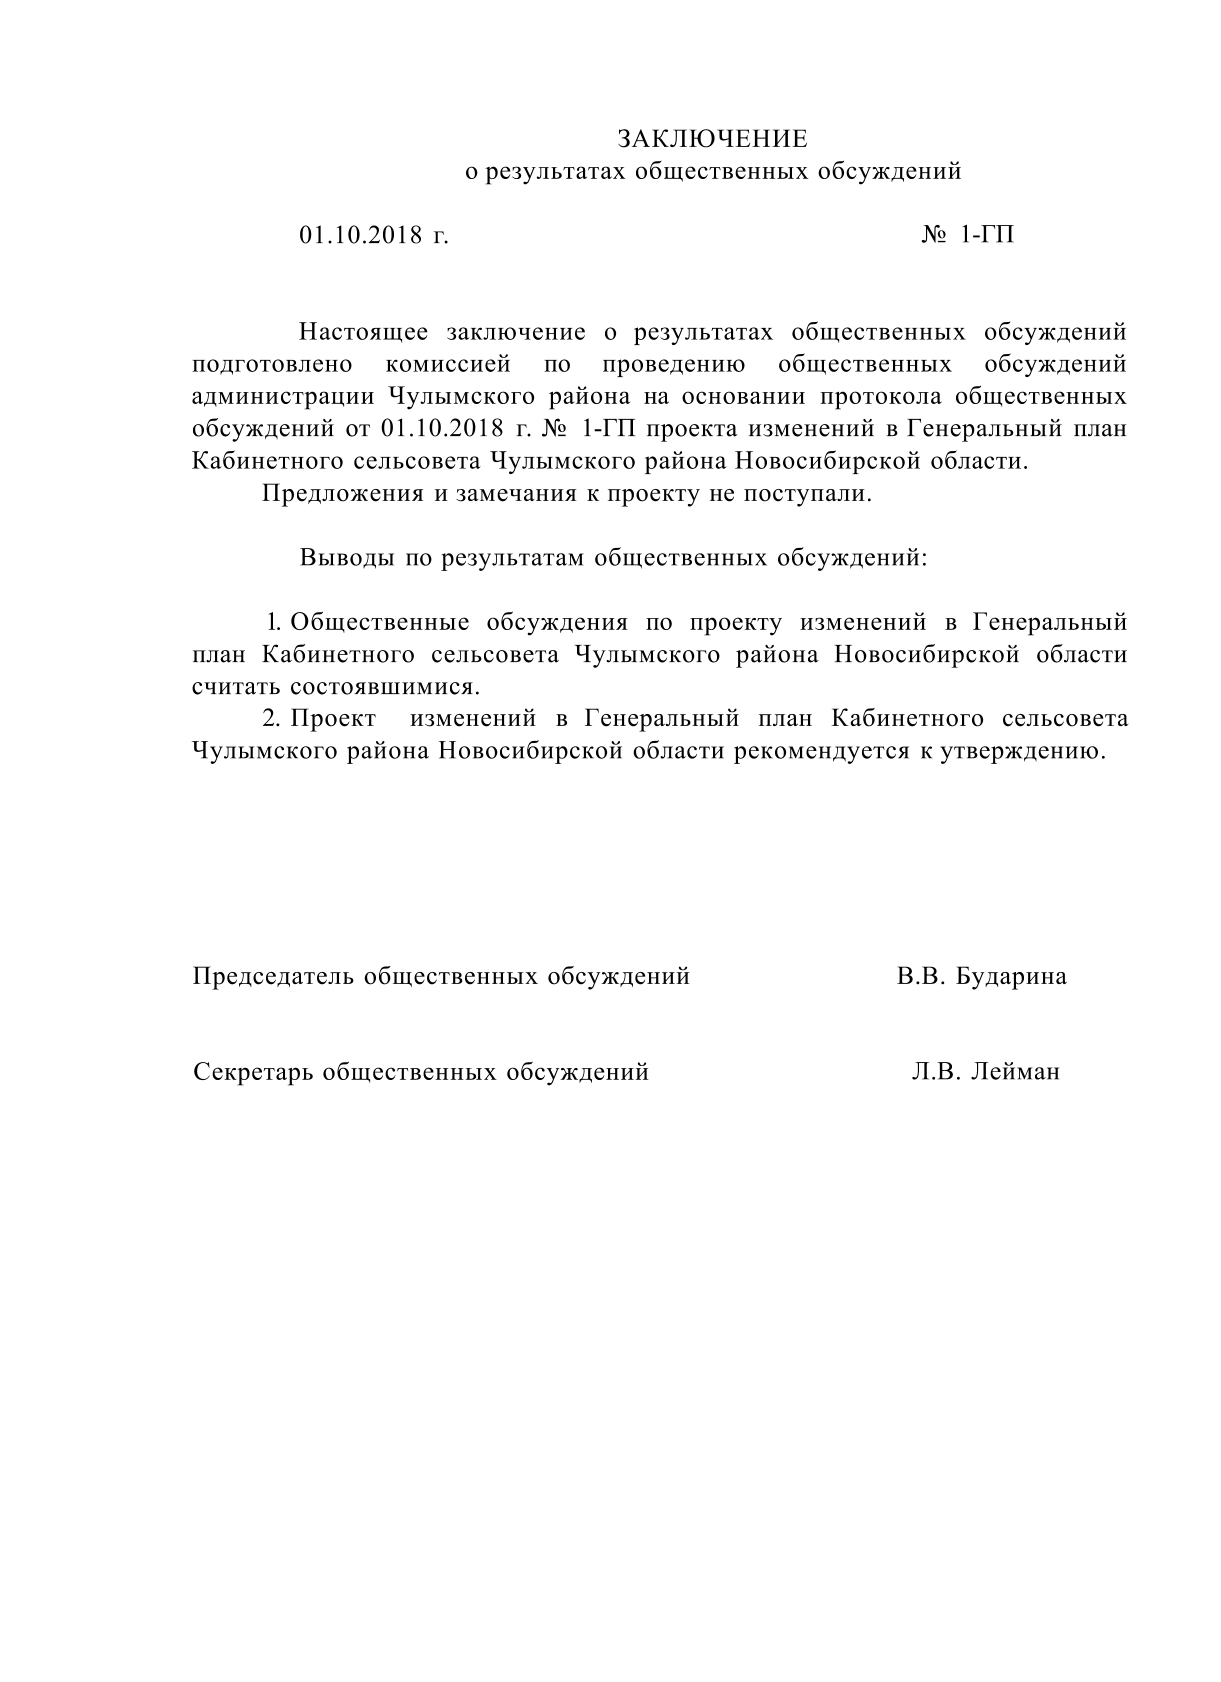 ЗАКЛЮЧЕНИЕ
о результатах общественных обсуждений
01.10.2018 г. № 1-ГП
Настоящее заключение о результатах общественных обсуждений
подготовлено комиссией по проведению общественных обсуждений
администрации Чулымского района на основании протокола общественных
обсуждений от 01.10.2018 г. № 1-ГП проекта изменений в Генеральный план
Кабинетного сельсовета Чулымского района Новосибирской области.
Предложения и замечания к проекту не поступали.
Выводы по результатам общественных обсуждений:
1. Общественные обсуждения по проекту изменений в Генеральный
план Кабинетного сельсовета Чулымского района Новосибирской области
считать состоявшимися.
2. Проект изменений в Генеральный план Кабинетного сельсовета
Чулымского района Новосибирской области рекомендуется к утверждению.
Председатель общественных обсуждений В.В. Бударина
Секретарь общественных обсуждений Л.В. Лейман